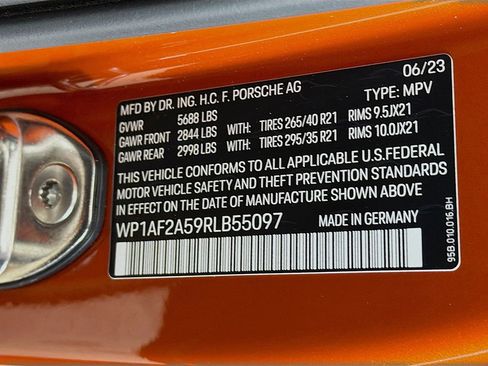 06/23
MFD BY DR. ING. H.C. F. PORSCHE AG
GVWR 5688 LBS TYPE: MPV
GAWR FRONT 2844 LBS WITH: TIRES 265/40 R21 RIMS 9.5JX21
GAWR REAR 2998 LBS WITH: TIRES 295/35 R21 RIMS 10.0JX21
THIS VEHICLE CONFORMS TO ALL APPLICABLE U.S.FEDERAL
MOTOR VEHICLE SAFETY AND THEFT PREVENTION STANDARDS
IN EFFECT ON THE DATE OF MANUFACTURE SHOWN ABOVE
WP1AF2A59RLB55097
95B.010.016.BH